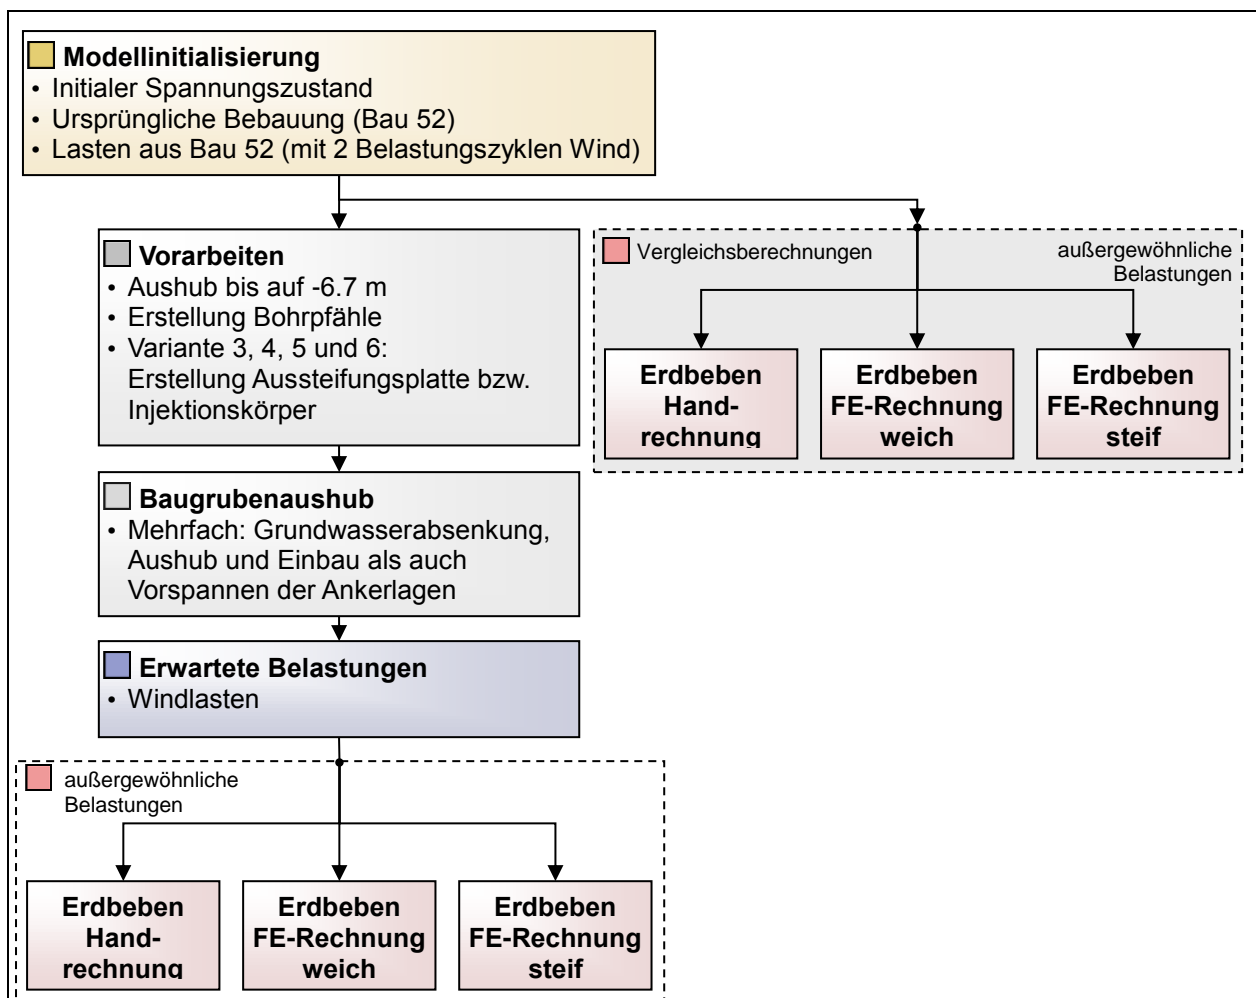 Modellinitialisierung
• Initialer Spannungszustand
• Ursprüngliche Bebauung (Bau 52)
• Lasten aus Bau 52 (mit 2 Belastungszyklen Wind)
Vorarbeiten
• Aushub bis auf -6.7 m
• Erstellung Bohrpfähle
• Variante 3, 4, 5 und 6:
Erstellung Aussteifungsplatte bzw.
Injektionskörper
Vergleichsberechnungen
außergewöhnliche
Belastungen
Erdbeben
Hand-
rechnung
Erdbeben
FE-Rechnung
weich
Erdbeben
FE-Rechnung
steif
Baugrubenaushub
• Mehrfach: Grundwasserabsenkung,
Aushub und Einbau als auch
Vorspannen der Ankerlagen
Erwartete Belastungen
• Windlasten
außergewöhnliche
Belastungen
Erdbeben
Hand-
rechnung
Erdbeben
FE-Rechnung
weich
Erdbeben
FE-Rechnung
steif